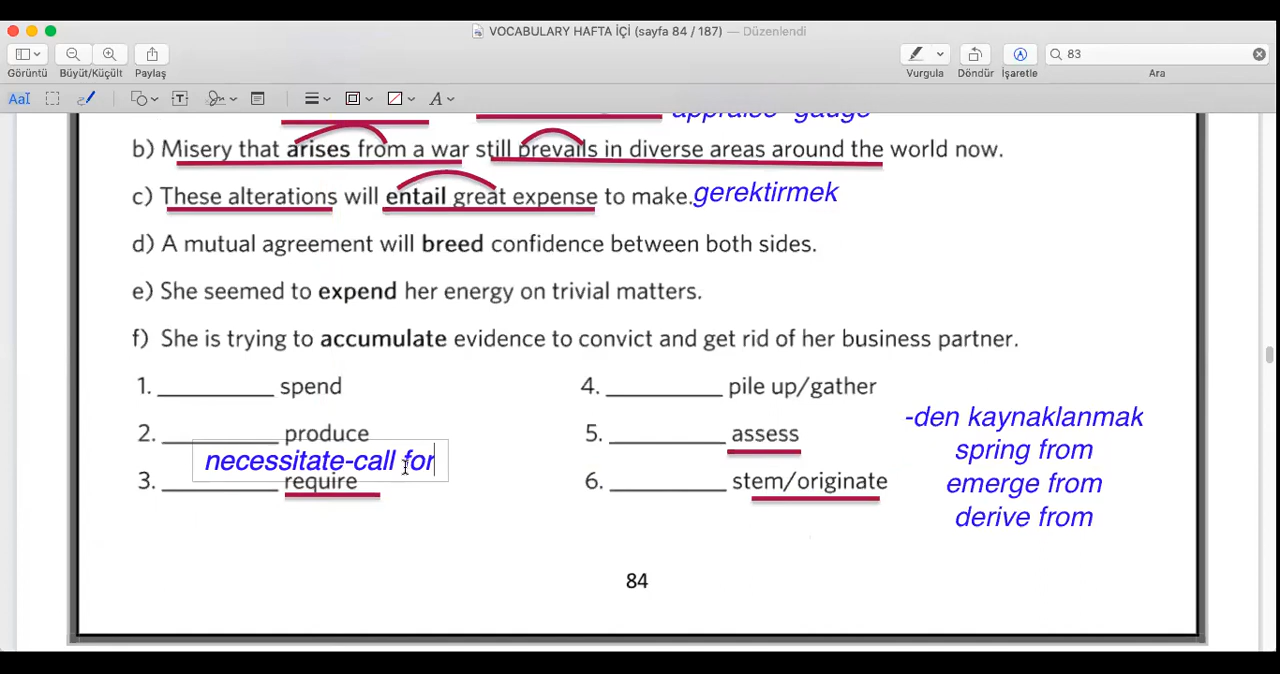 VOCABULARY HAFTA İÇİ (sayfa 84 / 187) — Düzenlendi
83
Görüntü Büyüt/Küçült Paylaş Vurgula Döndür İşaretle Ara
appraise gauge
b) Misery that arises from a war still prevails in diverse areas around the world now.
c) These alterations will entail great expense to make. gerektirmek
d) A mutual agreement will breed confidence between both sides.
e) She seemed to expend her energy on trivial matters.
f) She is trying to accumulate evidence to convict and get rid of her business partner.
1. __________ spend
4. __________ pile up/gather
2. __________ produce
5. __________ assess
3. __________ require
6. __________ stem/originate
necessitate-call for
-den kaynaklanmak
spring from
emerge from
derive from
84